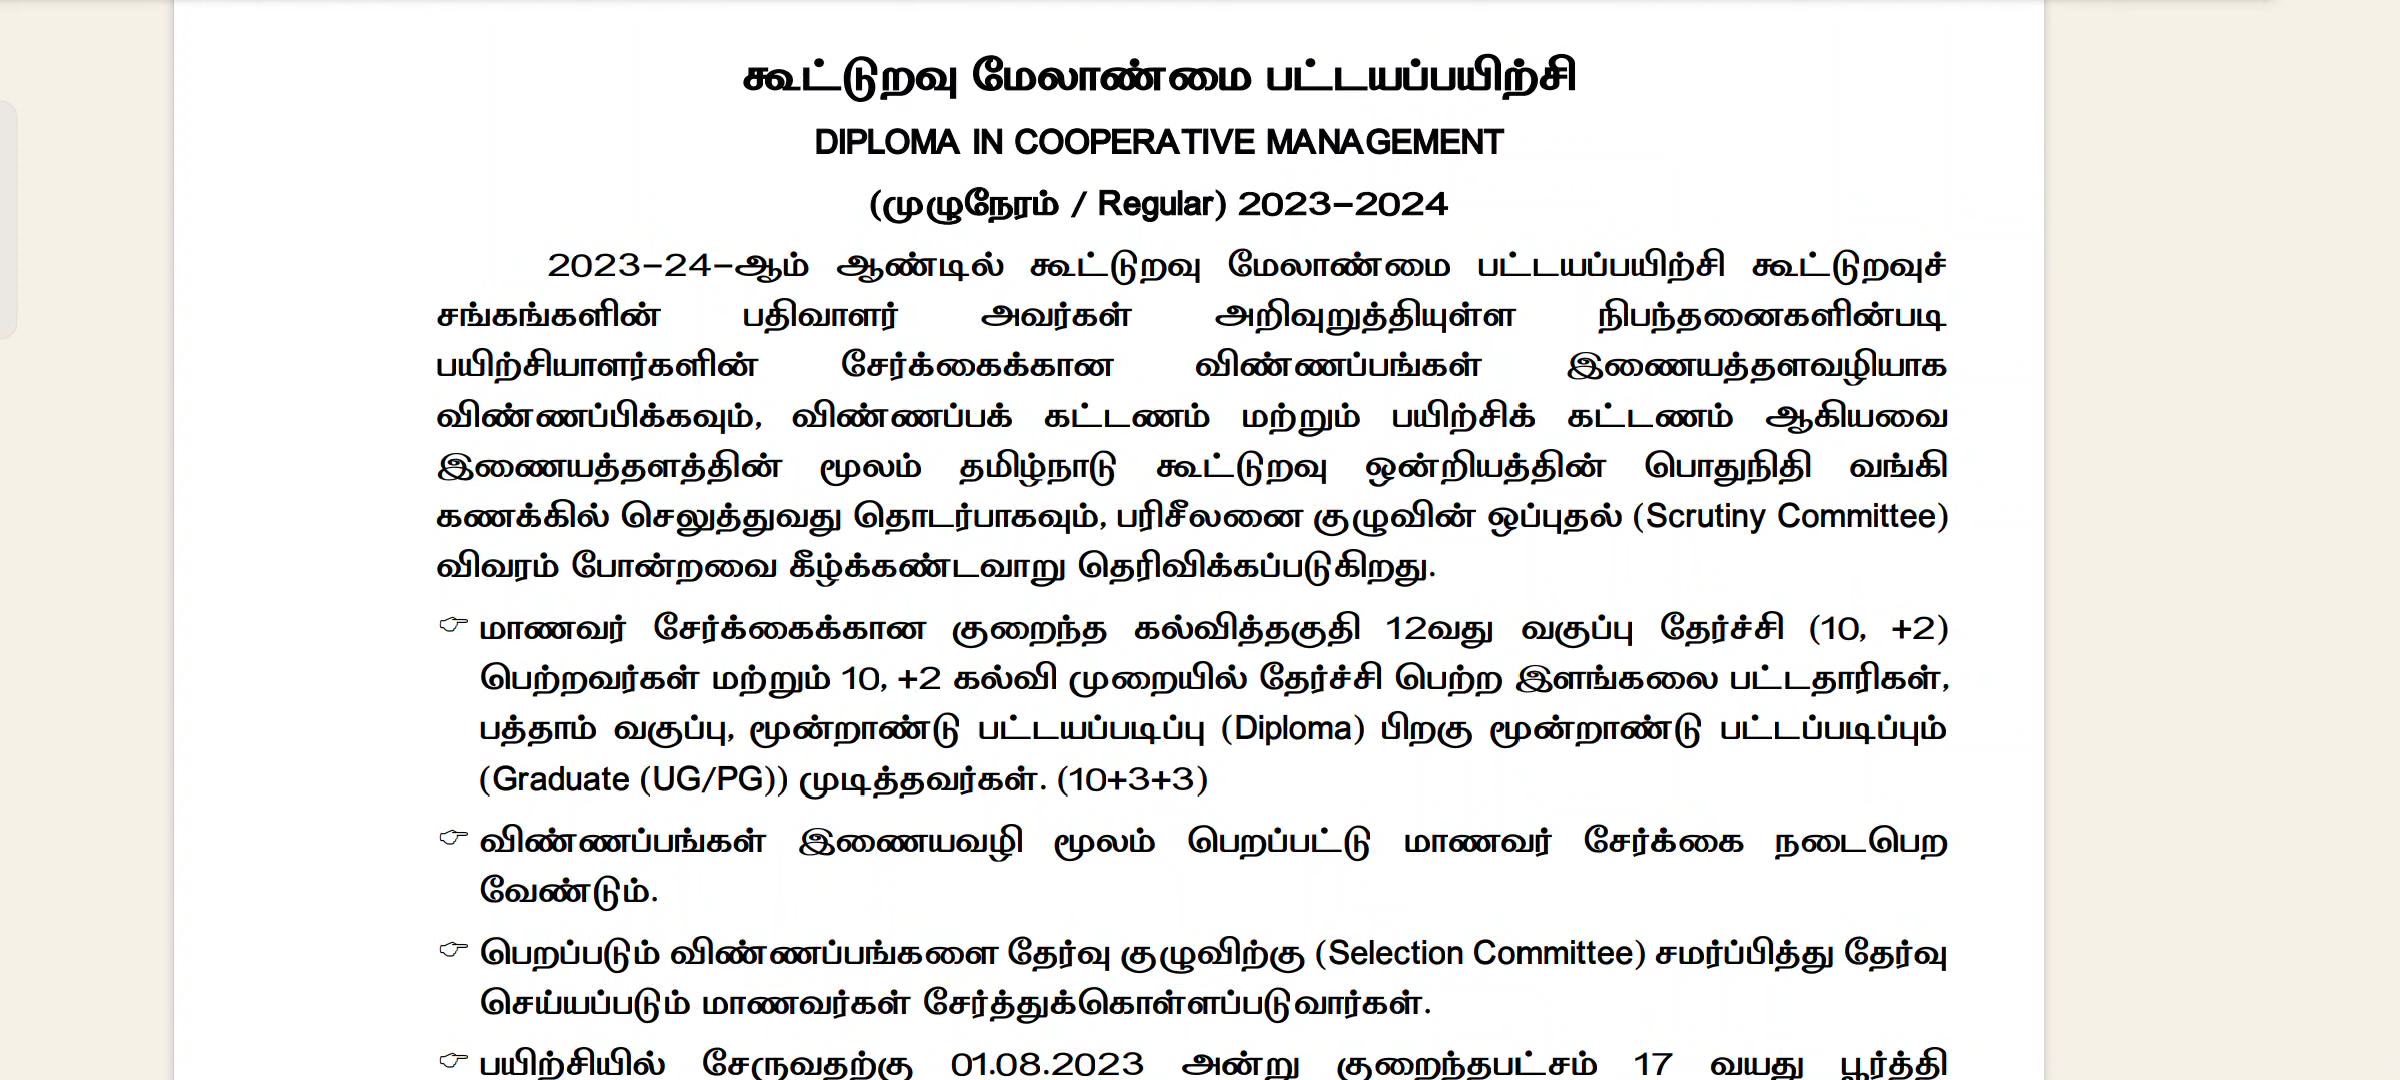 கூட்டுறவு மேலாண்மை பட்டயப்பயிற்சி
DIPLOMA IN COOPERATIVE MANAGEMENT
(முழுநேரம் / Regular) 2023–2024
2023–24–ஆம் ஆண்டில் கூட்டுறவு மேலாண்மை பட்டயப்பயிற்சி கூட்டுறவுச்
சங்கங்களின் பதிவாளர் அவர்கள் அறிவுறுத்தியுள்ள நிபந்தனைகளின்படி
பயிற்சியாளர்களின் சேர்க்கைக்கான விண்ணப்பங்கள் இணையத்தளவழியாக
விண்ணப்பிக்கவும், விண்ணப்பக் கட்டணம் மற்றும் பயிற்சிக் கட்டணம் ஆகியவை
இணையத்தளத்தின் மூலம் தமிழ்நாடு கூட்டுறவு ஒன்றியத்தின் பொதுநிதி வங்கி
கணக்கில் செலுத்துவது தொடர்பாகவும், பரிசீலனை குழுவின் ஒப்புதல் (Scrutiny Committee)
விவரம் போன்றவை கீழ்க்கண்டவாறு தெரிவிக்கப்படுகிறது.
☞ மாணவர் சேர்க்கைக்கான குறைந்த கல்வித்தகுதி 12வது வகுப்பு தேர்ச்சி (10, +2)
பெற்றவர்கள் மற்றும் 10, +2 கல்வி முறையில் தேர்ச்சி பெற்ற இளங்கலை பட்டதாரிகள்,
பத்தாம் வகுப்பு, மூன்றாண்டு பட்டயப்படிப்பு (Diploma) பிறகு மூன்றாண்டு பட்டப்படிப்பும்
(Graduate (UG/PG)) முடித்தவர்கள். (10+3+3)
☞ விண்ணப்பங்கள் இணையவழி மூலம் பெறப்பட்டு மாணவர் சேர்க்கை நடைபெற
வேண்டும்.
☞ பெறப்படும் விண்ணப்பங்களை தேர்வு குழுவிற்கு (Selection Committee) சமர்ப்பித்து தேர்வு
செய்யப்படும் மாணவர்கள் சேர்த்துக்கொள்ளப்படுவார்கள்.
☞ பயிற்சியில் சேருவதற்கு 01.08.2023 அன்று குறைந்தபட்சம் 17 வயது பூர்த்தி